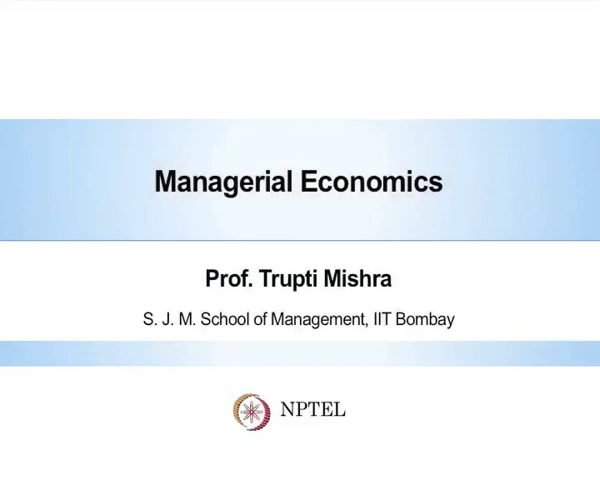 Managerial Economics
Prof. Trupti Mishra
S. J. M. School of Management, IIT Bombay
NPTEL